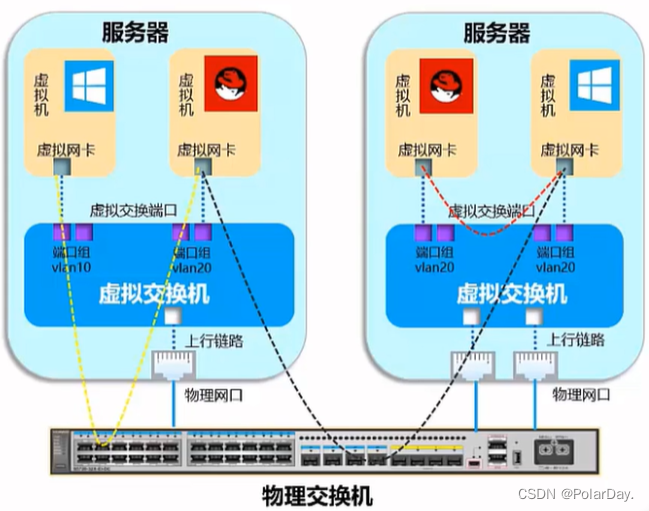 服务器
服务器
虚拟机
虚拟机
虚拟机
虚拟机
虚拟网卡
虚拟网卡
虚拟网卡
虚拟网卡
虚拟交换端口
虚拟交换端口
端口组
vlan10
端口组
vlan20
端口组
vlan20
端口组
vlan20
虚拟交换机
虚拟交换机
上行链路
上行链路
物理网口
物理网口
物理交换机
CSDN @PolarDay.